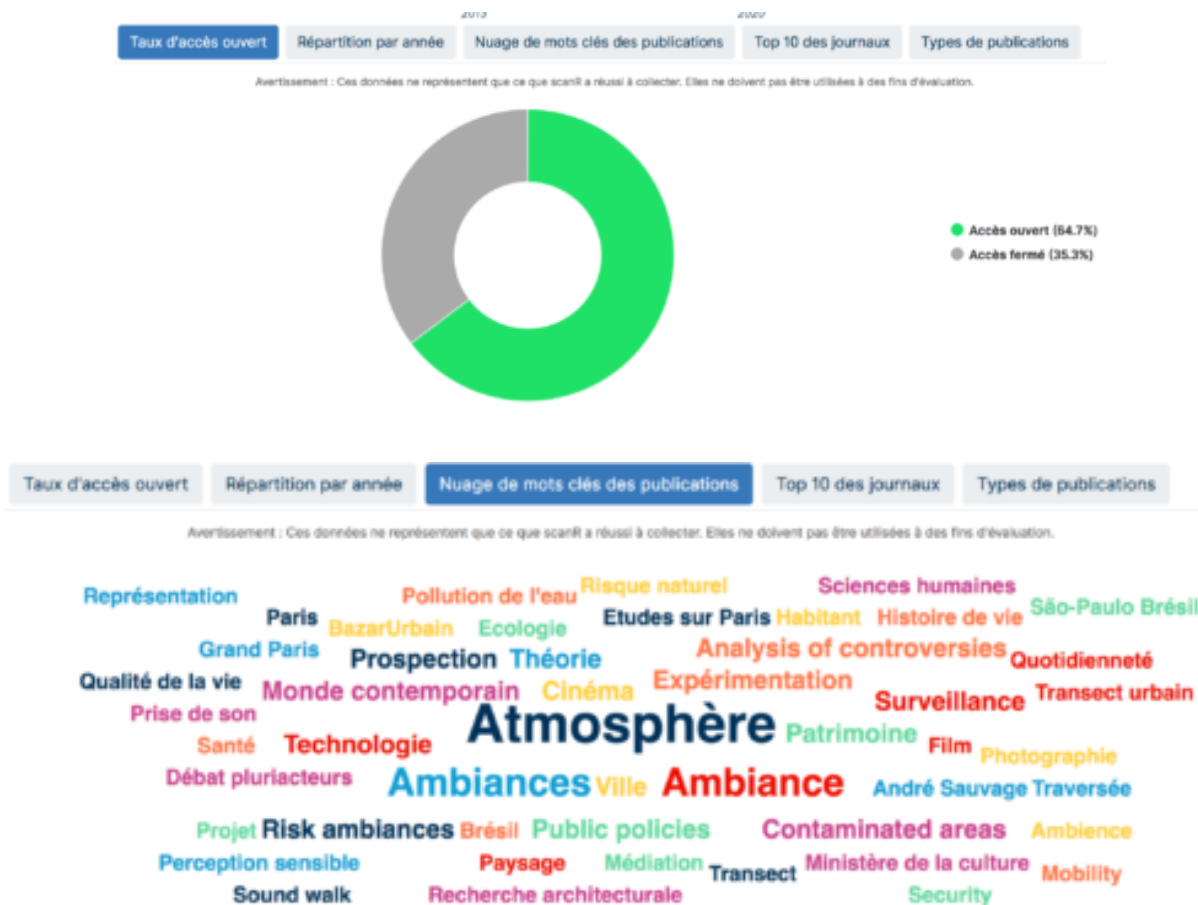 2020
Taux d'accès ouvert Répartition par année Nuage de mots clés des publications Top 10 des journaux Types de publications
Avertissement : Ces données ne représentent que ce que scanR a réussi à collecter. Elles ne doivent pas être utilisées à des fins d'évaluation.
Accès ouvert (64.7%)
Accès fermé (35.3%)
Taux d'accès ouvert Répartition par année Nuage de mots clés des publications Top 10 des journaux Types de publications
Avertissement : Ces données ne représentent que ce que scanR a réussi à collecter. Elles ne doivent pas être utilisées à des fins d'évaluation.
Représentation Pollution de l'eau Risque naturel Sciences humaines
Paris BazarUrbain Ecologie Etudes sur Paris Habitant Histoire de vie São-Paulo Brésil
Grand Paris Prospection Théorie Analysis of controversies Quotidienneté
Qualité de la vie Monde contemporain Cinéma Expérimentation Surveillance Transect urbain
Prise de son Atmosphère Patrimoine
Santé Technologie Film Photographie
Débat pluriacteurs Ambiances Ville Ambiance André Sauvage Traversée
Projet Risk ambiances Brésil Public policies Contaminated areas Ambience
Perception sensible Paysage Médiation Transect Ministère de la culture Mobility
Sound walk Recherche architecturale Security